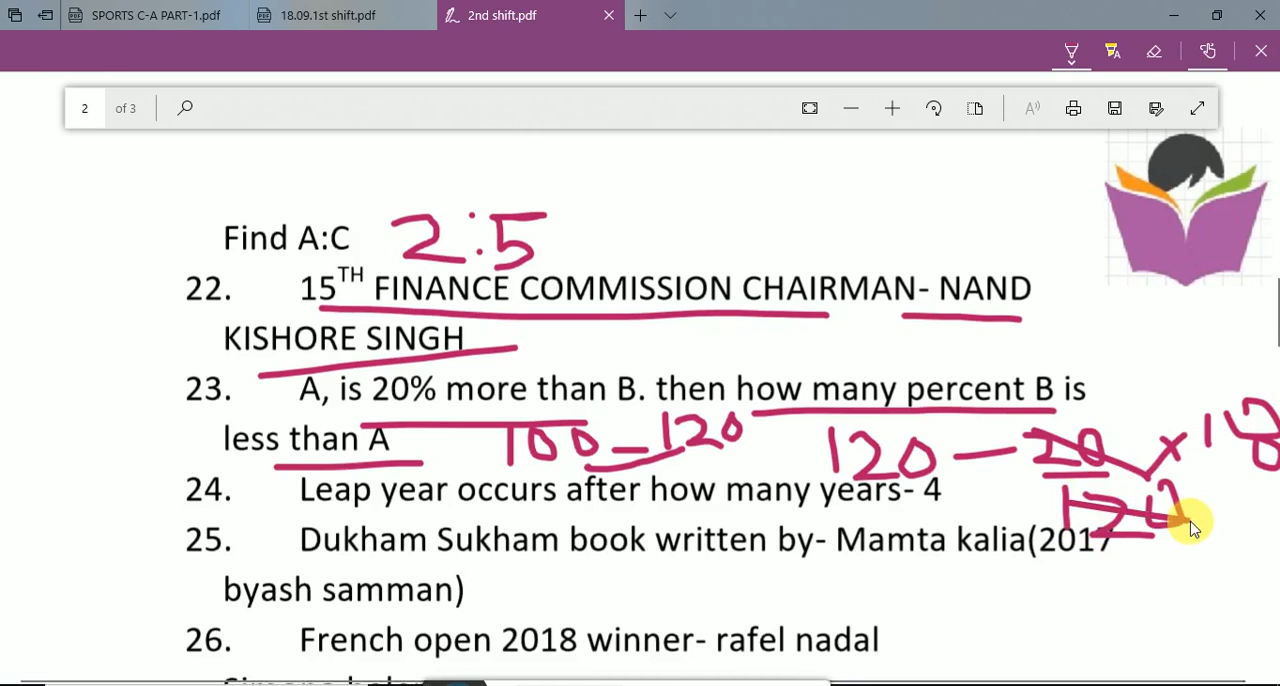 SPORTS C-A PART-1.pdf 18.09.1st shift.pdf 2nd shift.pdf
2 of 3
Find A:C 2:5
22. 15TH FINANCE COMMISSION CHAIRMAN- NAND
KISHORE SINGH
23. A, is 20% more than B. then how many percent B is
less than A 100 – 120 120 – 20 ×
120
24. Leap year occurs after how many years- 4
25. Dukham Sukham book written by- Mamta kalia(2017
byash samman)
26. French open 2018 winner- rafel nadal